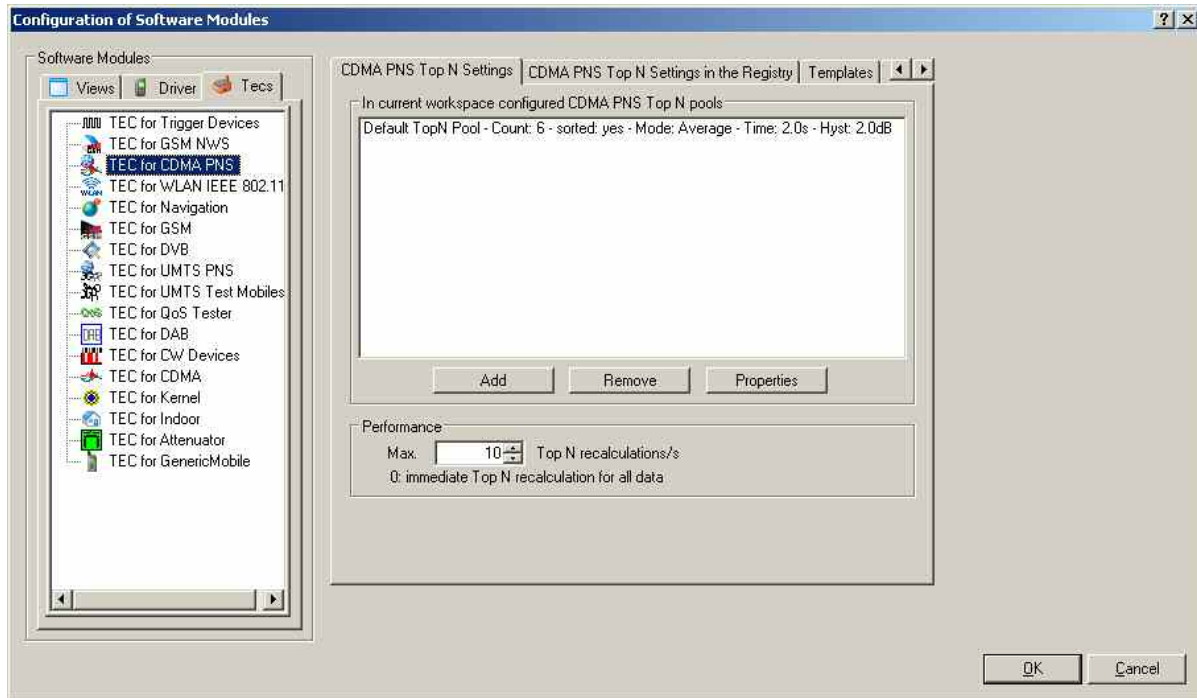 Configuration of Software Modules
Software Modules
Views
Driver
Tecs
TEC for Trigger Devices
TEC for GSM NWS
TEC for CDMA PNS
TEC for WLAN IEEE 802.11
TEC for Navigation
TEC for GSM
TEC for DVB
TEC for UMTS PNS
TEC for UMTS Test Mobiles
TEC for QoS Tester
TEC for DAB
TEC for CW Devices
TEC for CDMA
TEC for Kernel
TEC for Indoor
TEC for Attenuator
TEC for GenericMobile
CDMA PNS Top N Settings
CDMA PNS Top N Settings in the Registry
Templates
In current workspace configured CDMA PNS Top N pools
Default TopN Pool - Count: 6 - sorted: yes - Mode: Average - Time: 2.0s - Hyst: 2.0dB
Add
Remove
Properties
Performance
Max. 10 Top N recalculations/s
0: immediate Top N recalculation for all data
OK
Cancel